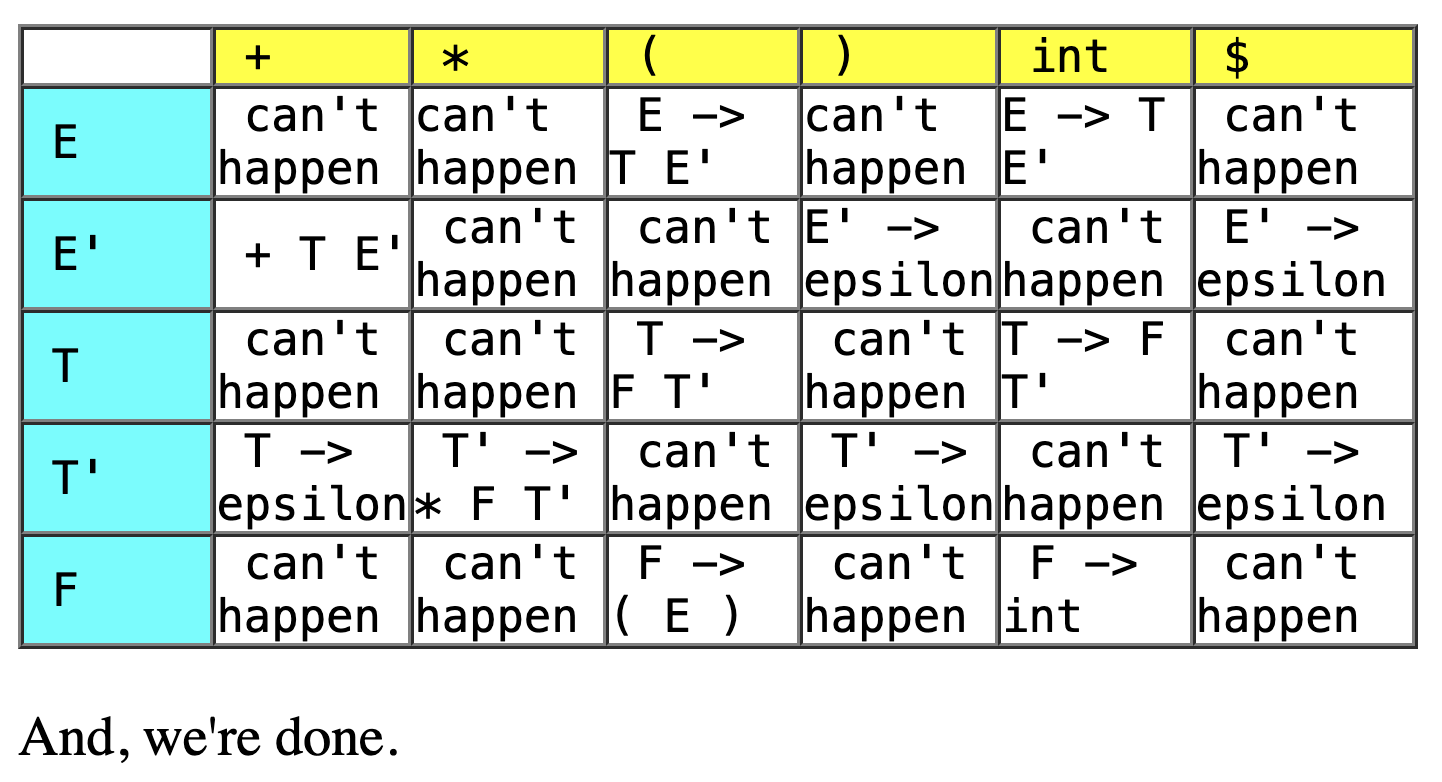 + * ( ) int $
E can't happen can't happen E -> T E' can't happen E -> T E' can't happen
E' + T E' can't happen can't happen E' -> epsilon can't happen E' -> epsilon
T can't happen can't happen T -> F T' can't happen T -> F T' can't happen
T' T -> epsilon T' -> * F T' can't happen T' -> epsilon can't happen T' -> epsilon
F can't happen can't happen F -> ( E ) can't happen F -> int can't happen
And, we're done.